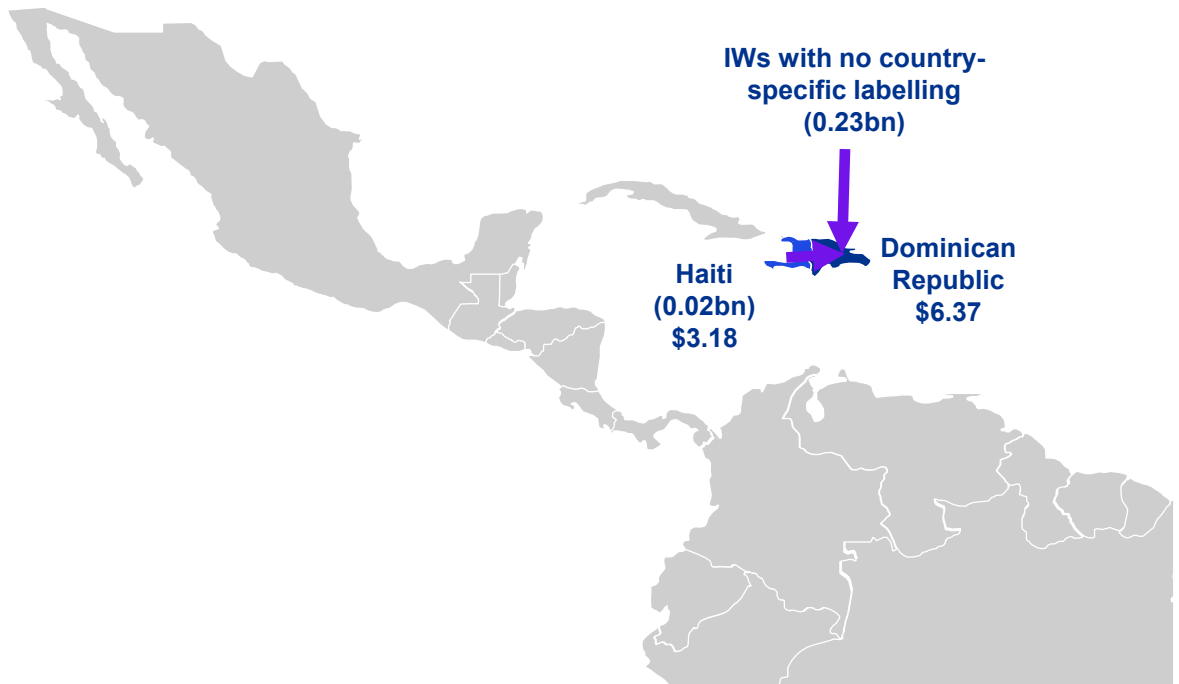 IWs with no country-
specific labelling
(0.23bn)
Haiti
(0.02bn)
$3.18
Dominican
Republic
$6.37